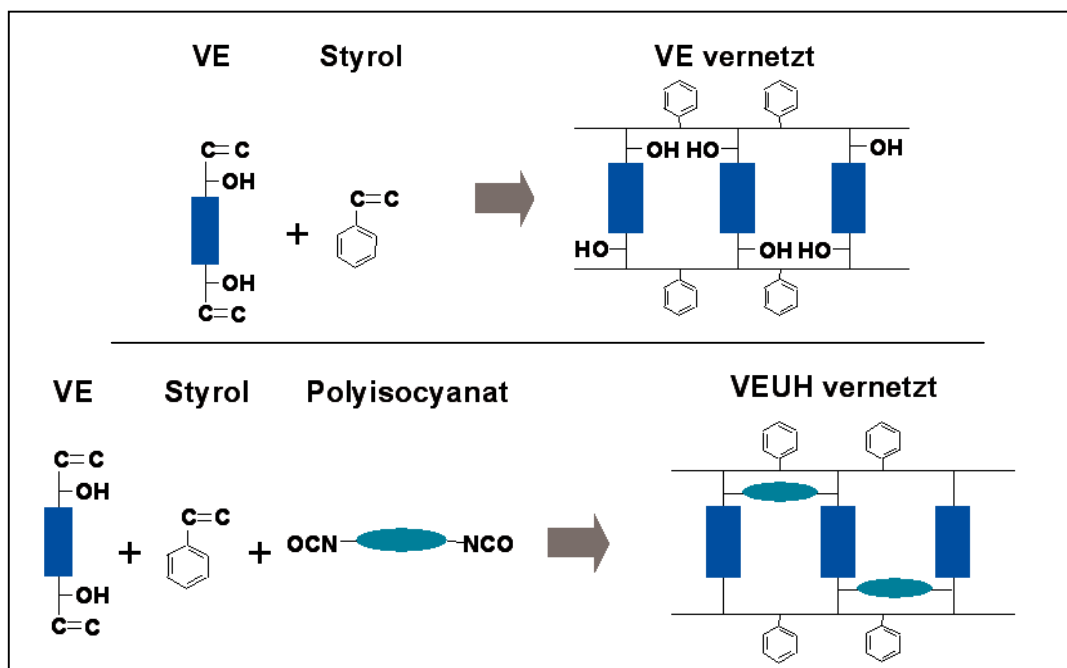 VE Styrol VE vernetzt
C=C
OH HO OH
OH
C=C
+
HO OH HO
OH
C=C
VE Styrol Polyisocyanat VEUH vernetzt
C=C
OH
C=C
+ + OCN NCO
OH
C=C